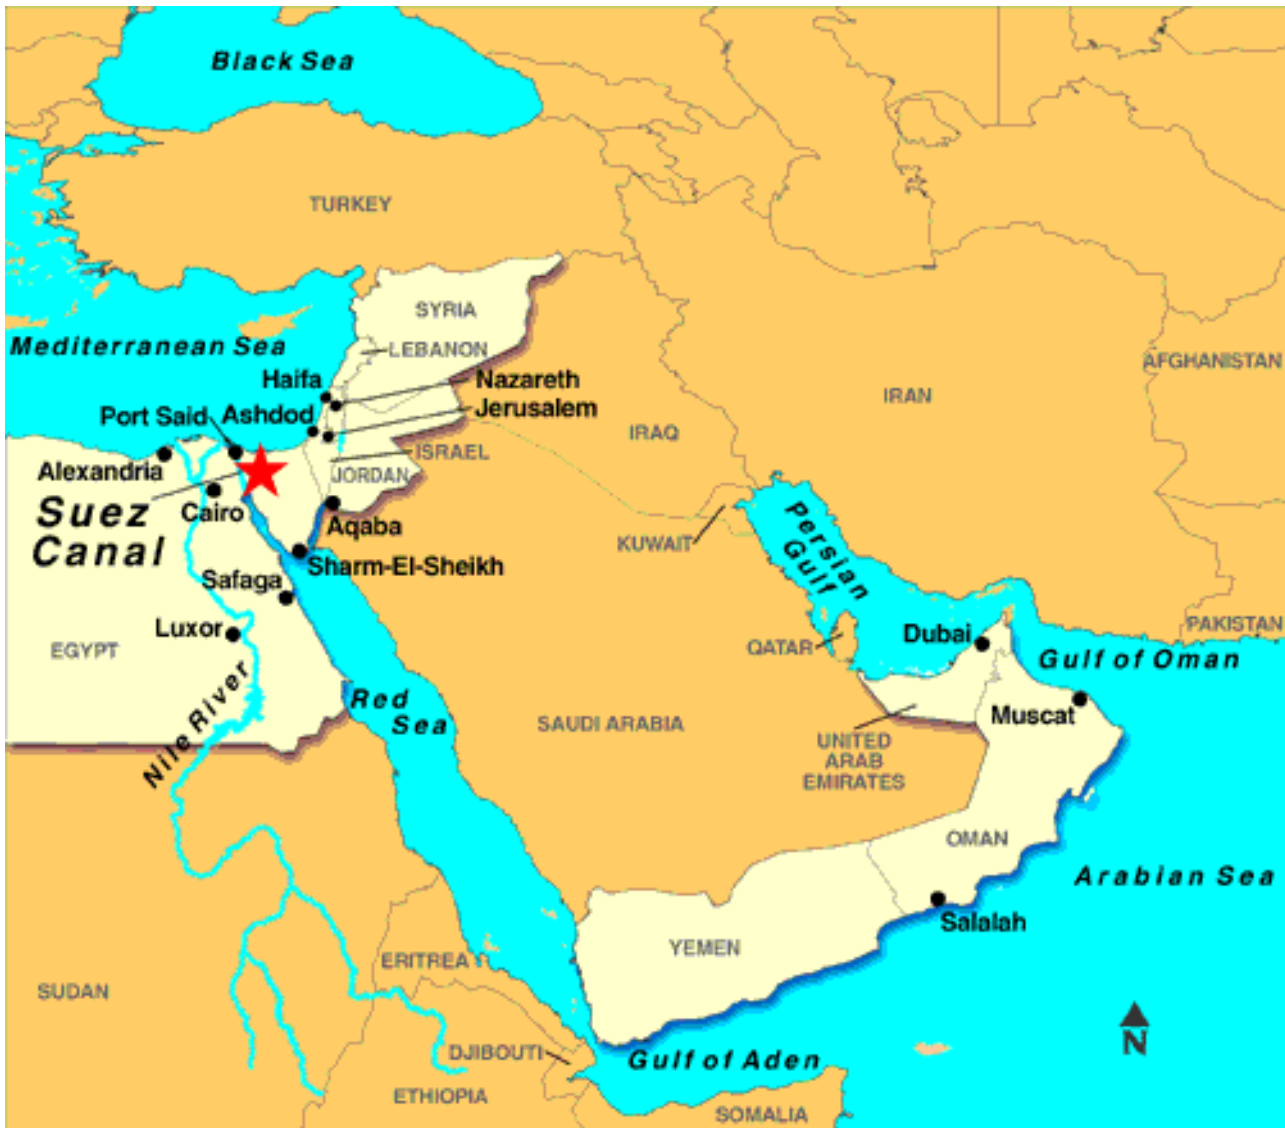 Black Sea
TURKEY
SYRIA
Mediterranean Sea
LEBANON
AFGHANISTAN
Haifa
Nazareth
IRAN
Port Said
Ashdod
Jerusalem
IRAQ
ISRAEL
Alexandria
JORDAN
Suez
Canal
Cairo
Aqaba
Persian
Gulf
KUWAIT
Sharm-El-Sheikh
Safaga
Luxor
PAKISTAN
EGYPT
QATAR
Dubai
Gulf of Oman
Nile River
Red
Sea
SAUDI ARABIA
Muscat
UNITED
ARAB
EMIRATES
OMAN
Arabian Sea
Salalah
YEMEN
ERITREA
SUDAN
N
DJIBOUTI
Gulf of Aden
ETHIOPIA
SOMALIA